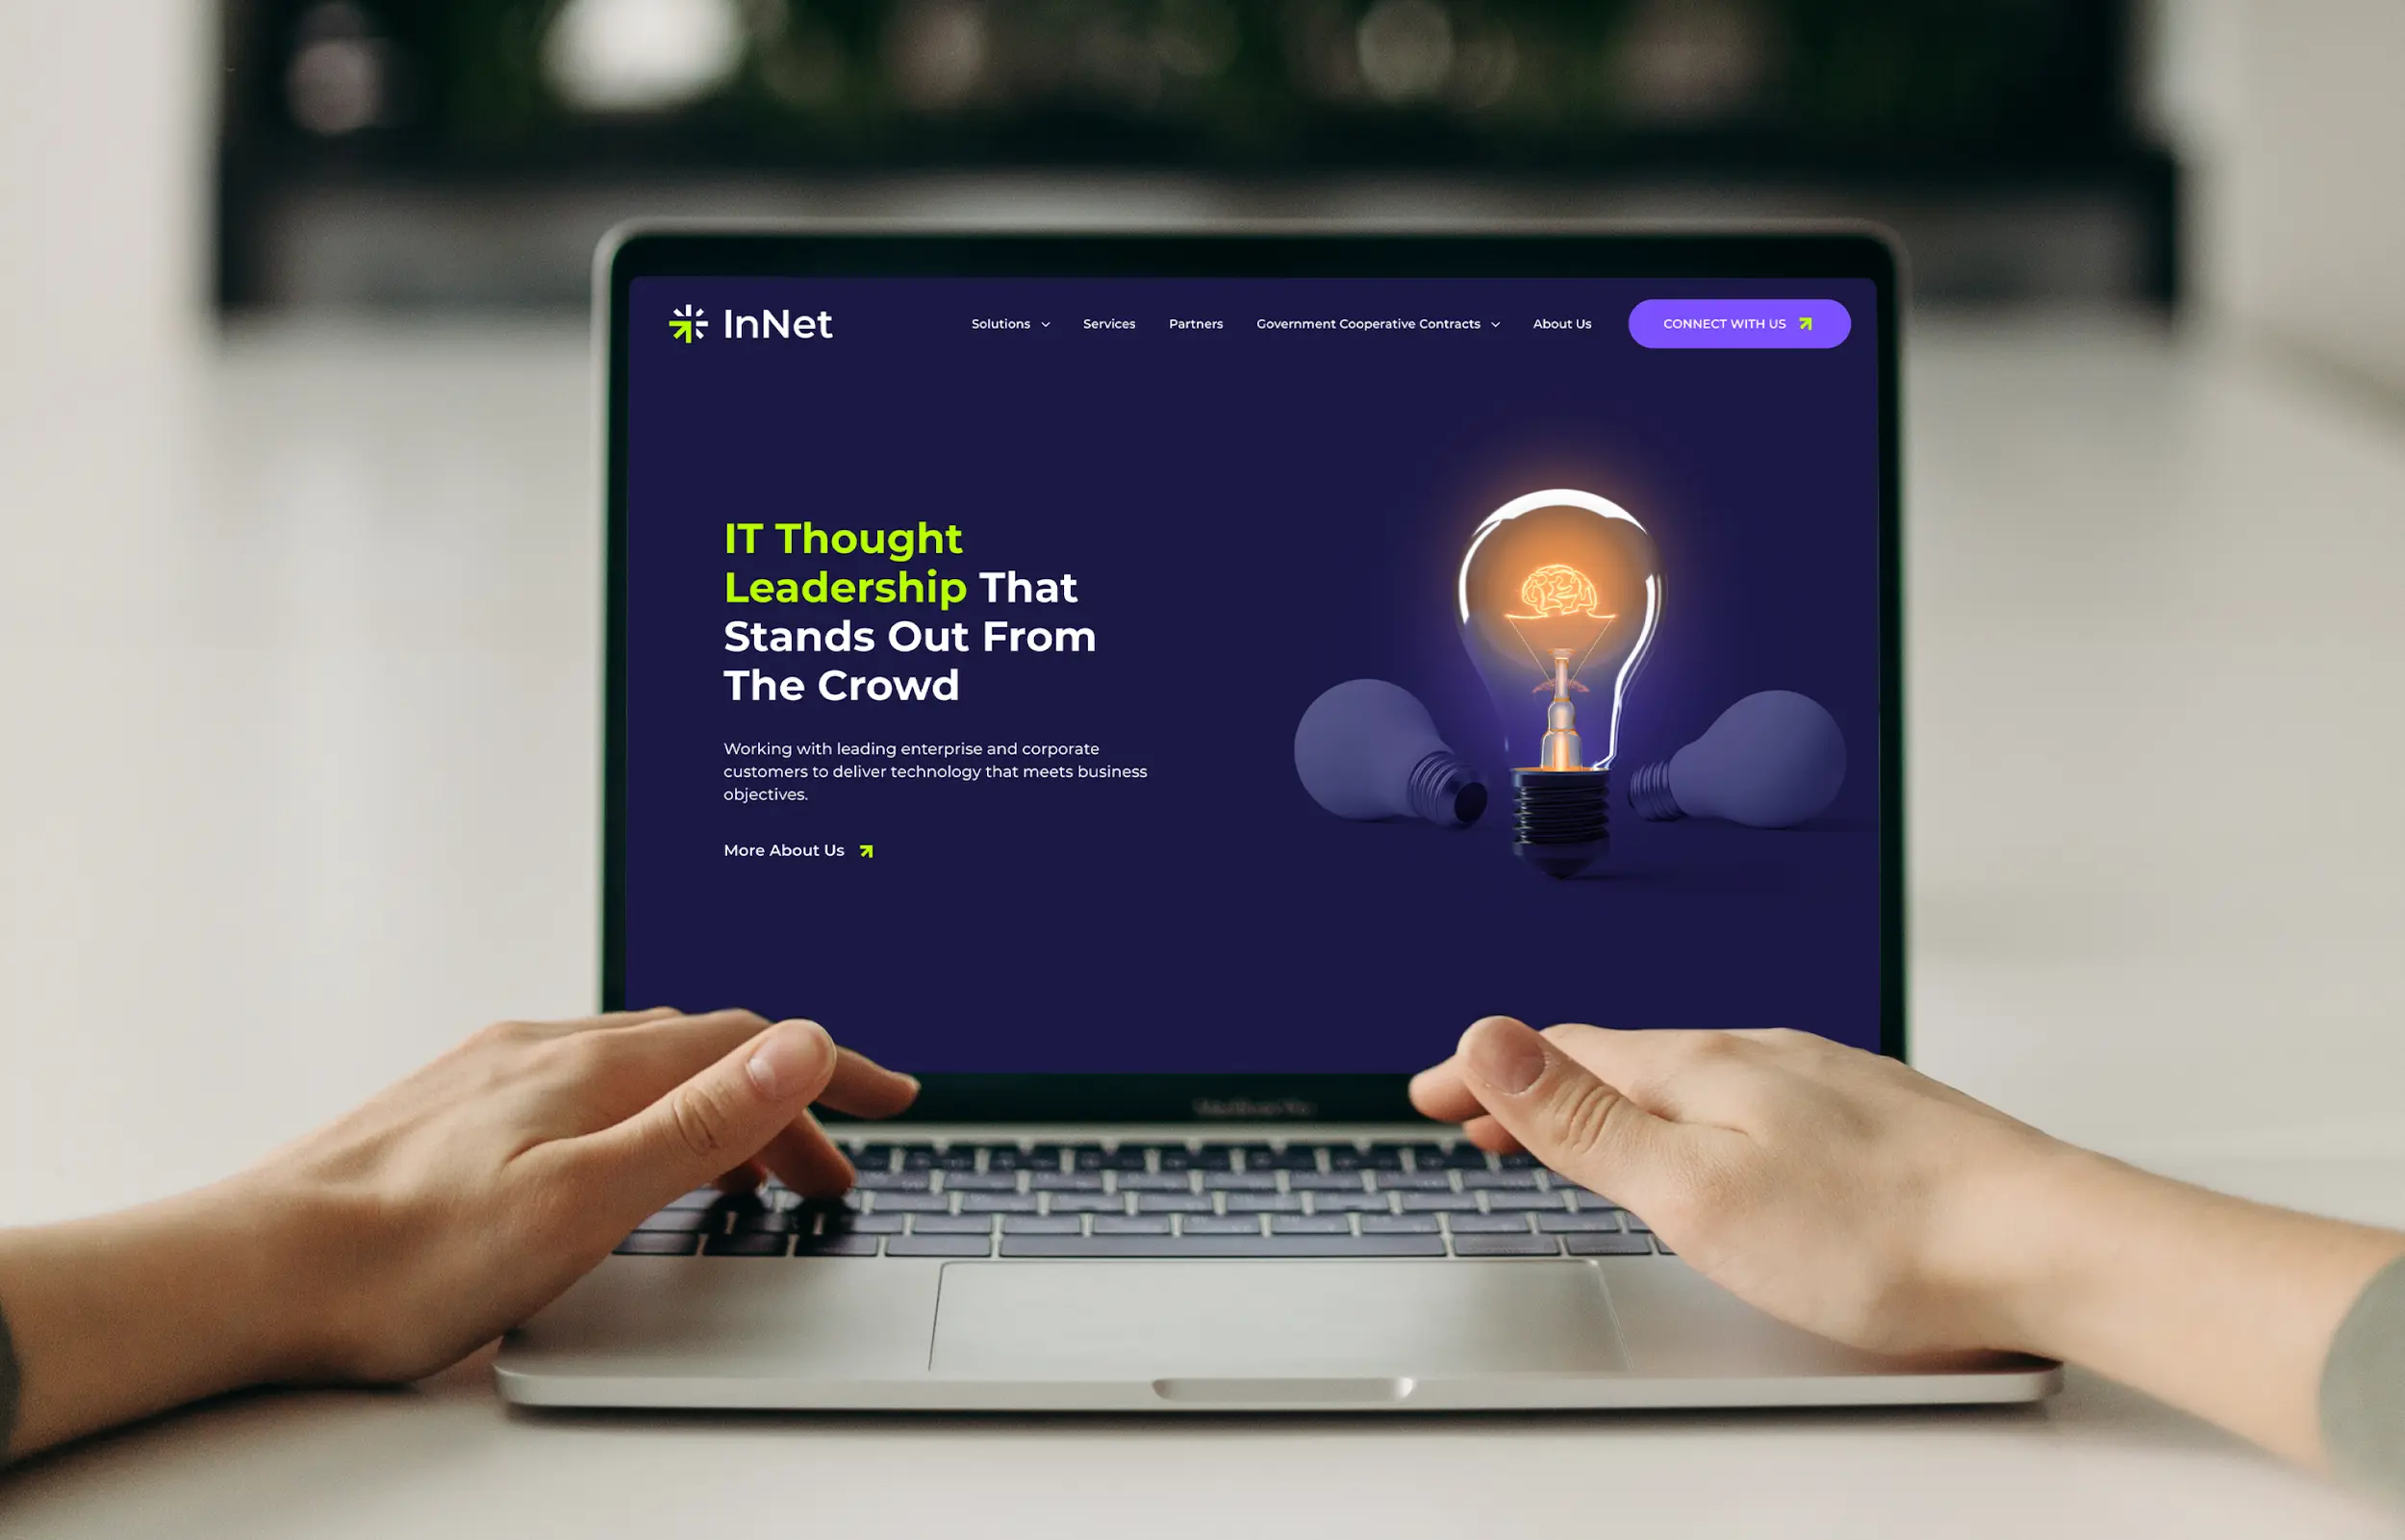 InNet
Solutions
Services
Partners
Government Cooperative Contracts
About Us
CONNECT WITH US
IT Thought
Leadership That
Stands Out From
The Crowd
Working with leading enterprise and corporate
customers to deliver technology that meets business
objectives.
More About Us